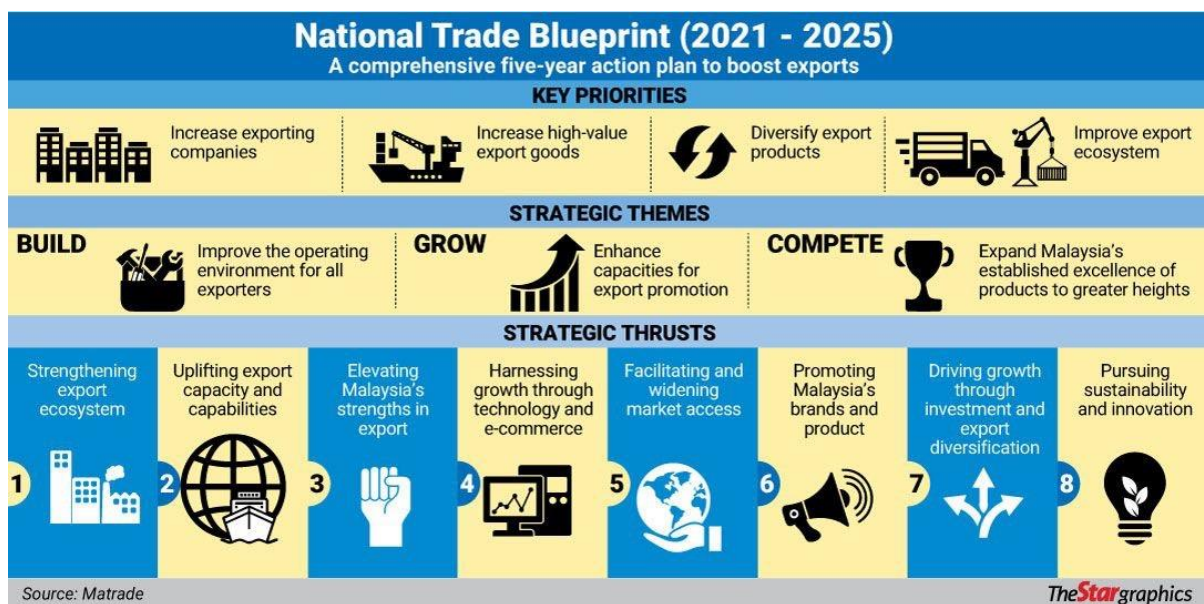 National Trade Blueprint (2021 - 2025)
A comprehensive five-year action plan to boost exports
KEY PRIORITIES
Increase exporting
companies
Increase high-value
export goods
Diversify export
products
Improve export
ecosystem
STRATEGIC THEMES
BUILD
Improve the operating
environment for all
exporters
GROW
Enhance
capacities for
export promotion
COMPETE
Expand Malaysia's
established excellence of
products to greater heights
STRATEGIC THRUSTS
1
Strengthening
export
ecosystem
2
Uplifting export
capacity and
capabilities
3
Elevating
Malaysia's
strengths in
export
4
Harnessing
growth through
technology and
e-commerce
5
Facilitating and
widening
market access
6
Promoting
Malaysia's
brands and
product
7
Driving growth
through
investment and
export
diversification
8
Pursuing
sustainability
and innovation
Source: Matrade
TheStargraphics